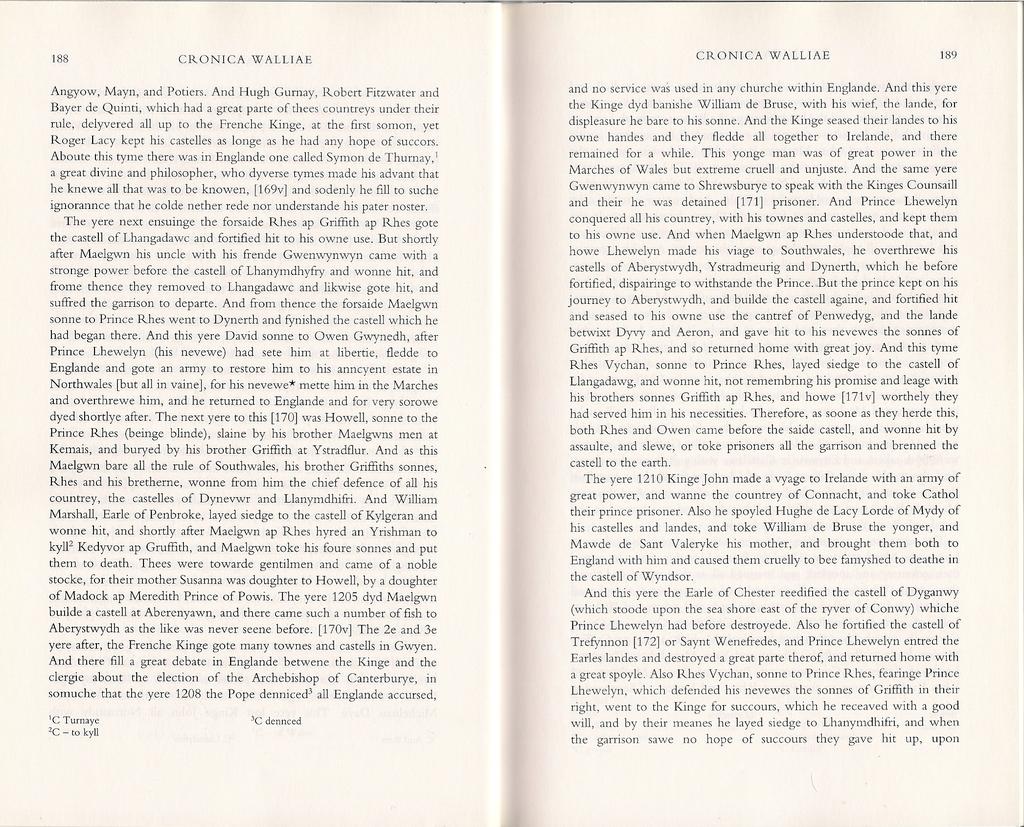 188
CRONICA WALLIAE
Angyow, Mayn, and Potiers. And Hugh Gurnay, Robert Fitzwater and
Bayer de Quinti, which had a great parte of thees countreys under their
rule, delyvered all up to the Frenche Kinge, at the first somon, yet
Roger Lacy kept his castelles as longe as he had any hope of succors.
Aboute this tyme there was in Englande one called Symon de Thurnay,¹
a great divine and philosopher, who dyverse tymes made his advant that
he knewe all that was to be knowen, [169v] and sodenly he fill to suche
ignorannce that he colde nether rede nor understande his pater noster.
The yere next ensuinge the forsaide Rhes ap Griffith ap Rhes gote
the castell of Lhangadawc and fortified hit to his owne use. But shortly
after Maelgwn his uncle with his frende Gwenwynwyn came with a
stronge power before the castell of Lhanymdhyfry and wonne hit, and
frome thence they removed to Lhangadawc and likwise gote hit, and
suffred the garrison to departe. And from thence the forsaide Maelgwn
sonne to Prince Rhes went to Dynerth and fynished the castell which he
had began there. And this yere David sonne to Owen Gwynedh, after
Prince Lhewelyn (his nevewe) had sete him at libertie, fledde to
Englande and gote an army to restore him to his anncyent estate in
Northwales [but all in vaine], for his nevewe★ mette him in the Marches
and overthrewe him, and he returned to Englande and for very sorowe
dyed shortlye after. The next yere to this [170] was Howell, sonne to the
Prince Rhes (beinge blinde), slaine by his brother Maelgwns men at
Kemais, and buryed by his brother Griffith at Ystradflur. And as this
Maelgwn bare all the rule of Southwales, his brother Griffiths sonnes,
Rhes and his bretherne, wonne from him the chief defence of all his
countrey, the castelles of Dynevwr and Llanymdhifri. And William
Marshall, Earle of Penbroke, layed siedge to the castell of Kylgeran and
wonne hit, and shortly after Maelgwn ap Rhes hyred an Yrishman to
kyll² Kedyvor ap Gruffith, and Maelgwn toke his foure sonnes and put
them to death. Thees were towarde gentilmen and came of a noble
stocke, for their mother Susanna was doughter to Howell, by a doughter
of Madock ap Meredith Prince of Powis. The yere 1205 dyd Maelgwn
builde a castell at Aberenyawn, and there came such a number of fish to
Aberystwydh as the like was never seene before. [170v] The 2e and 3e
yere after, the Frenche Kinge gote many townes and castells in Gwyen.
And there fill a great debate in Englande betwene the Kinge and the
clergie about the election of the Archebishop of Canterburye, in
somuche that the yere 1208 the Pope denniced³ all Englande accursed,
¹C Turnaye
²C – to kyll
³C dennced
CRONICA WALLIAE
189
and no service was used in any churche within Englande. And this yere
the Kinge dyd banishe William de Bruse, with his wief, the lande, for
displeasure he bare to his sonne. And the Kinge seased their landes to his
owne handes and they fledde all together to Irelande, and there
remained for a while. This yonge man was of great power in the
Marches of Wales but extreme cruell and unjuste. And the same yere
Gwenwynwyn came to Shrewsburye to speak with the Kinges Counsaill
and their he was detained [171] prisoner. And Prince Lhewelyn
conquered all his countrey, with his townes and castelles, and kept them
to his owne use. And when Maelgwn ap Rhes understoode that, and
howe Lhewelyn made his viage to Southwales, he overthrewe his
castells of Aberystwydh, Ystradmeurig and Dynerth, which he before
fortified, dispairinge to withstande the Prince. But the prince kept on his
journey to Aberystwydh, and builde the castell againe, and fortified hit
and seased to his owne use the cantref of Penwedyg, and the lande
betwixt Dyvy and Aeron, and gave hit to his nevewes the sonnes of
Griffith ap Rhes, and so returned home with great joy. And this tyme
Rhes Vychan, sonne to Prince Rhes, layed siedge to the castell of
Llangadawg, and wonne hit, not remembring his promise and leage with
his brothers sonnes Griffith ap Rhes, and howe [171v] worthely they
had served him in his necessities. Therefore, as soone as they herde this,
both Rhes and Owen came before the saide castell, and wonne hit by
assaulte, and slewe, or toke prisoners all the garrison and brenned the
castell to the earth.
The yere 1210 Kinge John made a vyage to Irelande with an army of
great power, and wanne the countrey of Connacht, and toke Cathol
their prince prisoner. Also he spoyled Hughe de Lacy Lorde of Mydy of
his castelles and landes, and toke William de Bruse the yonger, and
Mawde de Sant Valeryke his mother, and brought them both to
England with him and caused them cruelly to bee famyshed to deathe in
the castell of Wyndsor.
And this yere the Earle of Chester reedified the castell of Dyganwy
(which stoode upon the sea shore east of the ryver of Conwy) whiche
Prince Lhewelyn had before destroyede. Also he fortified the castell of
Trefynnon [172] or Saynt Wenefredes, and Prince Lhewelyn entred the
Earles landes and destroyed a great parte therof, and returned home with
a great spoyle. Also Rhes Vychan, sonne to Prince Rhes, fearinge Prince
Lhewelyn, which defended his nevewes the sonnes of Griffith in their
right, went to the Kinge for succours, which he receaved with a good
will, and by their meanes he layed siedge to Lhanymdhifri, and when
the garrison sawe no hope of succours they gave hit up, upon